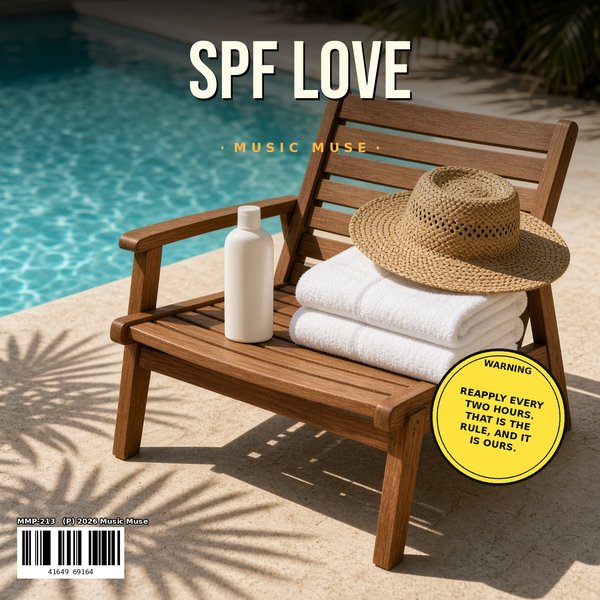 SPF LOVE
· MUSIC MUSE ·
WARNING
REAPPLY EVERY
TWO HOURS.
THAT IS THE
RULE, AND IT
IS OURS.
MMP-213 (P) 2026 Music Muse
41649 69164